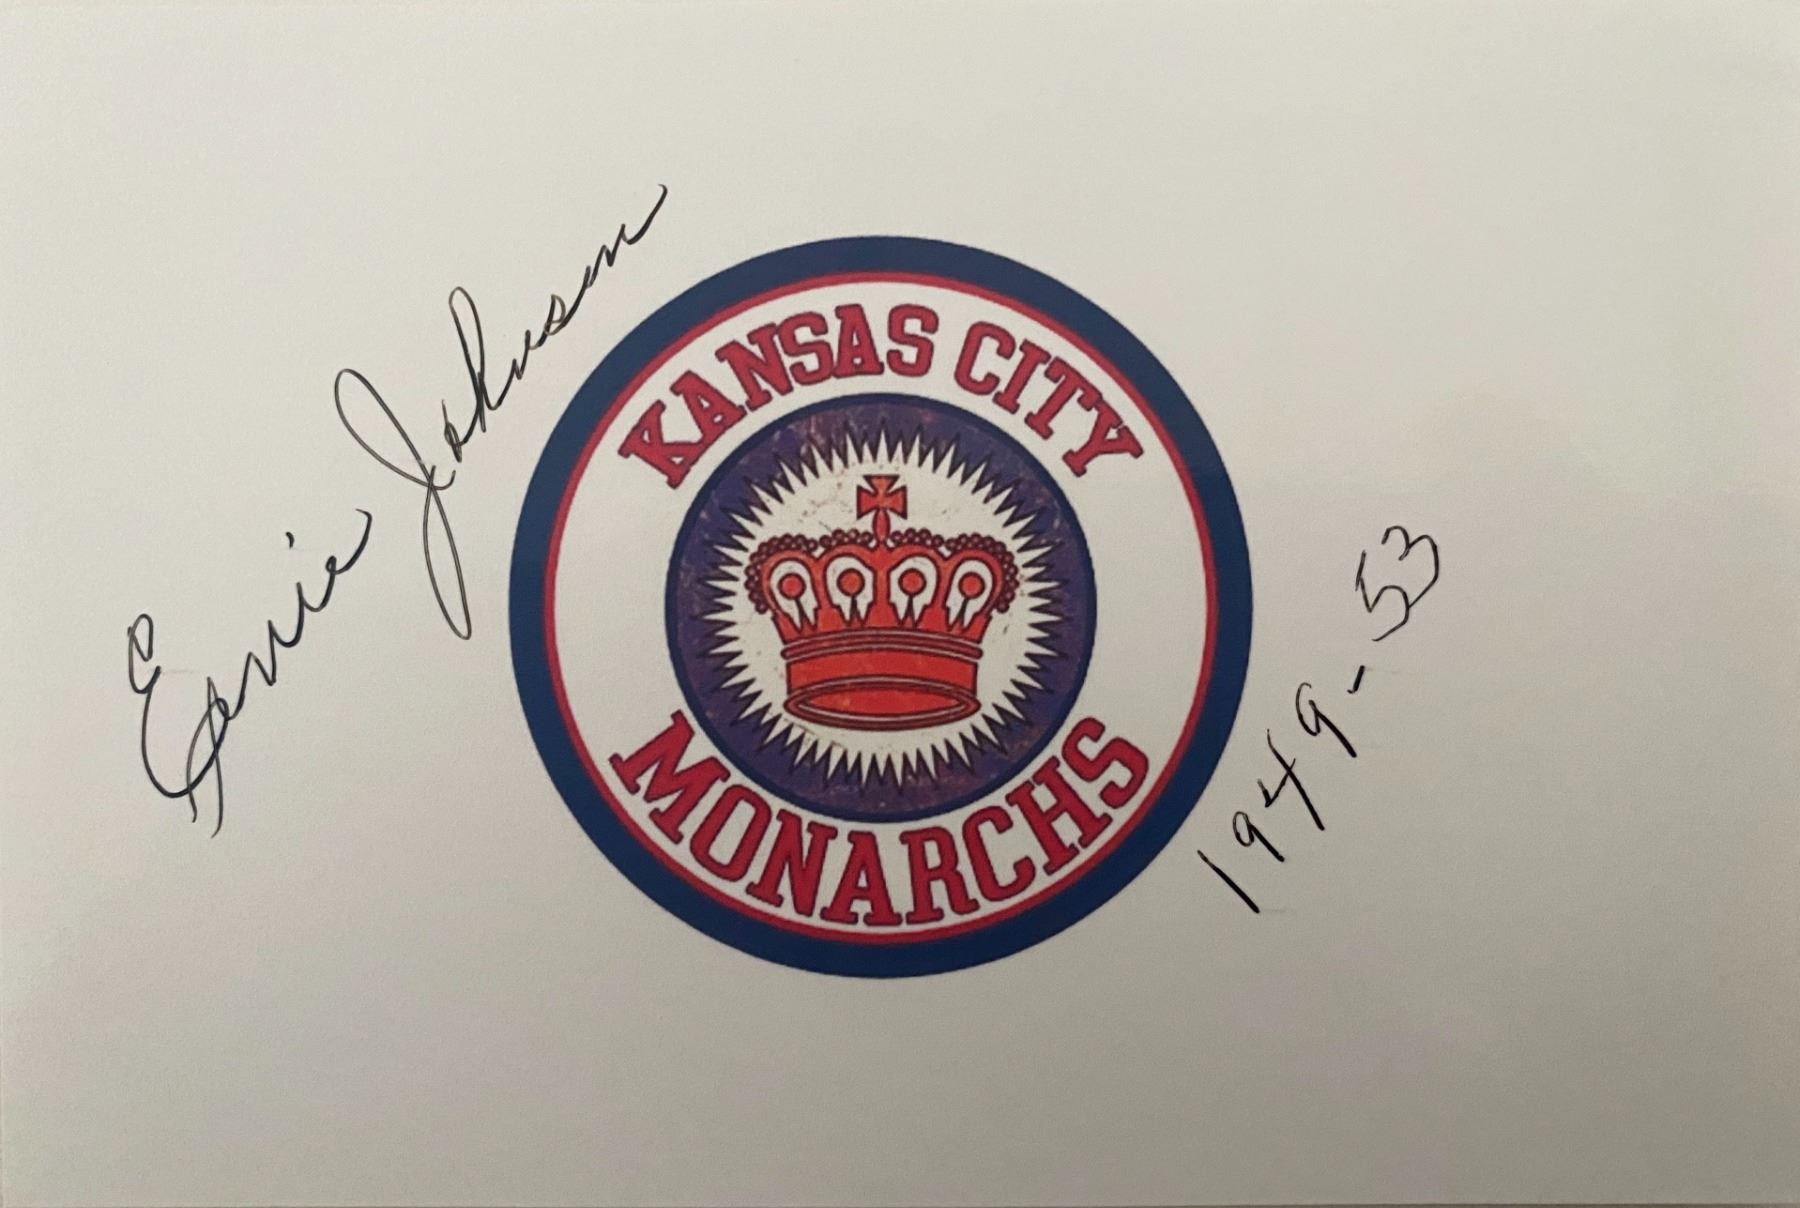 Ernie Johnson
KANSAS CITY
MONARCHS
1949-53